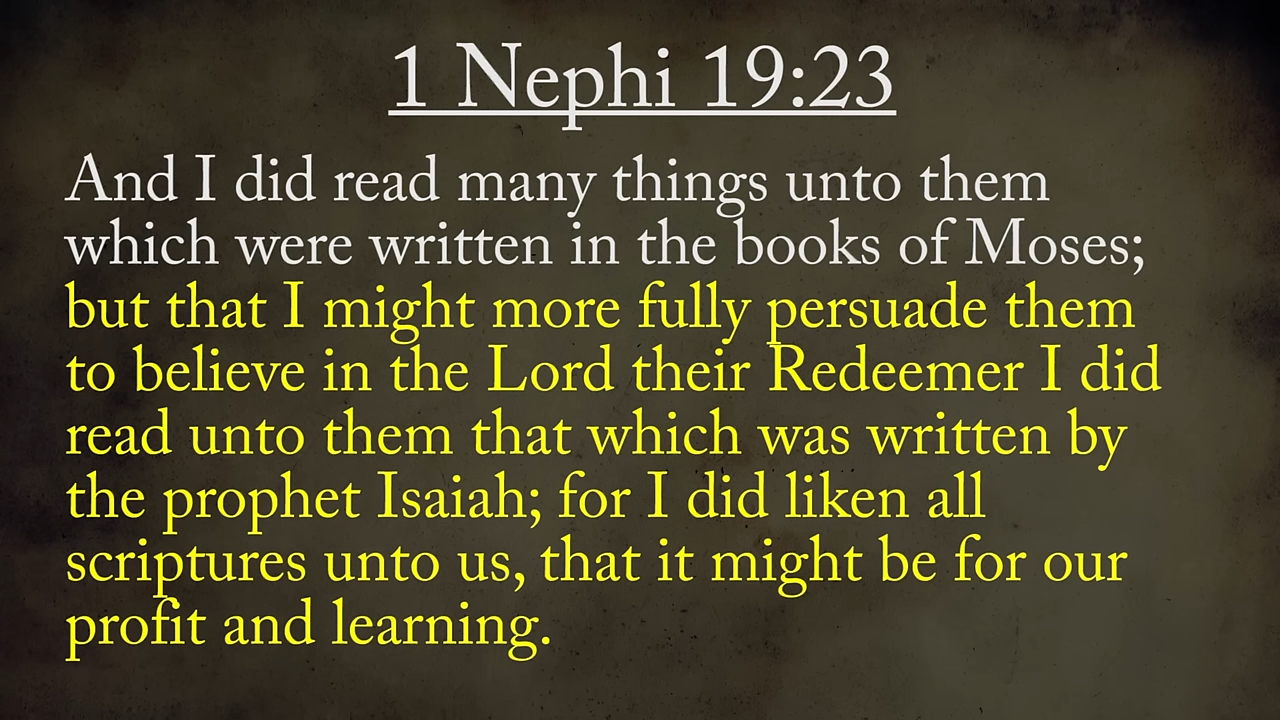 1 Nephi 19:23
And I did read many things unto them
which were written in the books of Moses;
but that I might more fully persuade them
to believe in the Lord their Redeemer I did
read unto them that which was written by
the prophet Isaiah; for I did liken all
scriptures unto us, that it might be for our
profit and learning.